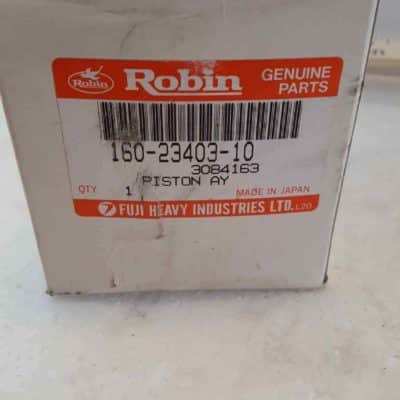 Robin
Robin
GENUINE
PARTS
160-23403-10
3084163
PISTON AY
QTY 1 MADE IN JAPAN
7 FUJI HEAVY INDUSTRIES LTD. L20